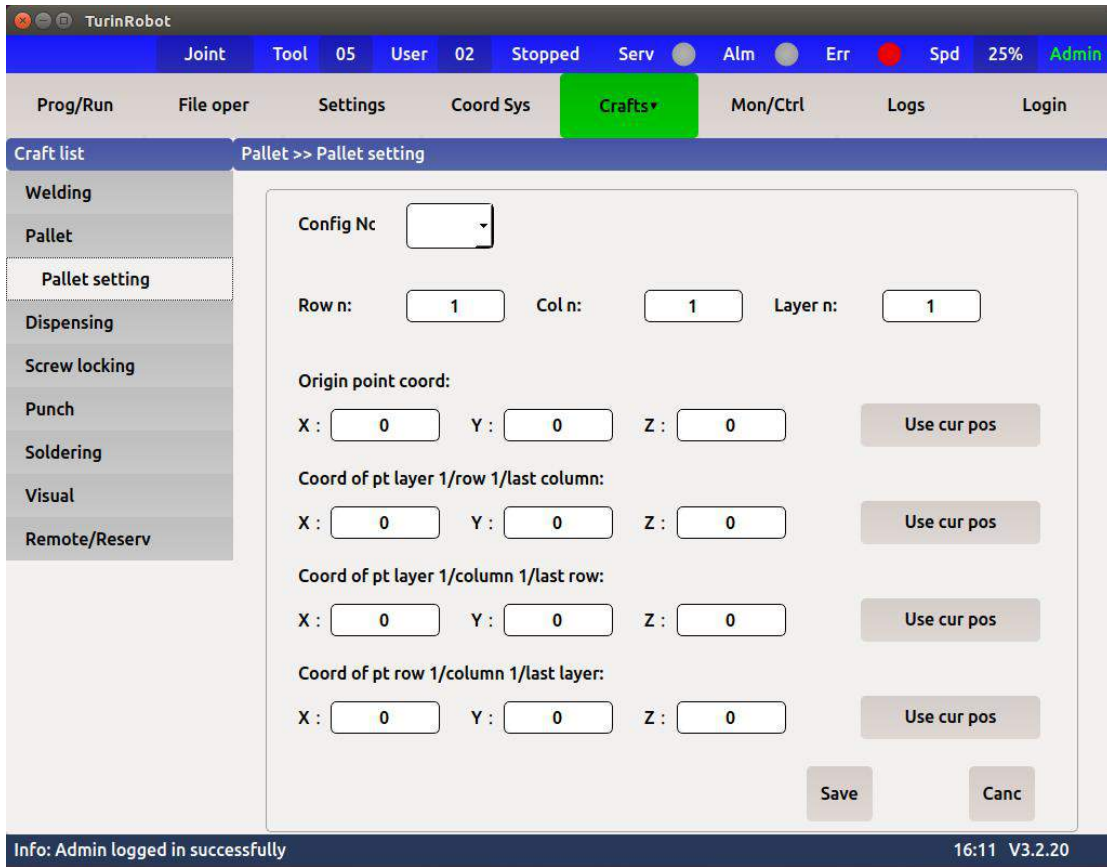 TurinRobot
Joint Tool 05 User 02 Stopped Serv Alm Err Spd 25% Admin
Prog/Run File oper Settings Coord Sys Crafts Mon/Ctrl Logs Login
Craft list Pallet >> Pallet setting
Welding
Pallet
Pallet setting
Dispensing
Screw locking
Punch
Soldering
Visual
Remote/Reserv
Config Nc
Row n: 1 Col n: 1 Layer n: 1
Origin point coord:
X : 0 Y : 0 Z : 0 Use cur pos
Coord of pt layer 1/row 1/last column:
X : 0 Y : 0 Z : 0 Use cur pos
Coord of pt layer 1/column 1/last row:
X : 0 Y : 0 Z : 0 Use cur pos
Coord of pt row 1/column 1/last layer:
X : 0 Y : 0 Z : 0 Use cur pos
Save Canc
Info: Admin logged in successfully 16:11 V3.2.20